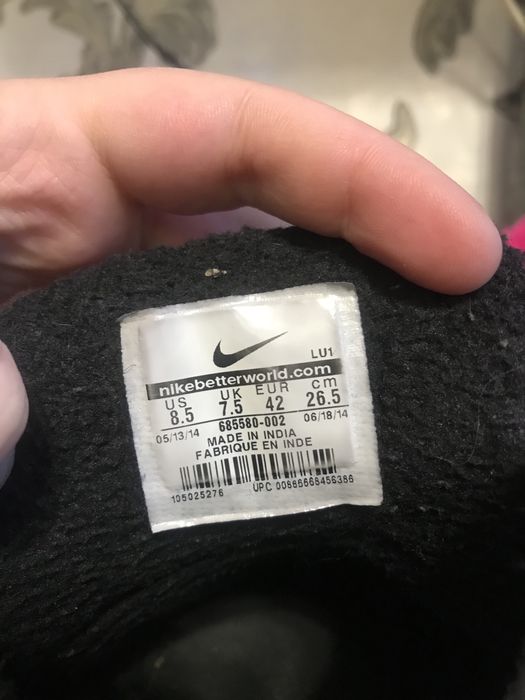 LU1
nikebetterworld.com
US UK EUR cm
8.5 7.5 42 26.5
05/13/14 685580-002 06/18/14
MADE IN INDIA
FABRIQUE EN INDE
105025276 UPC 00886668456386